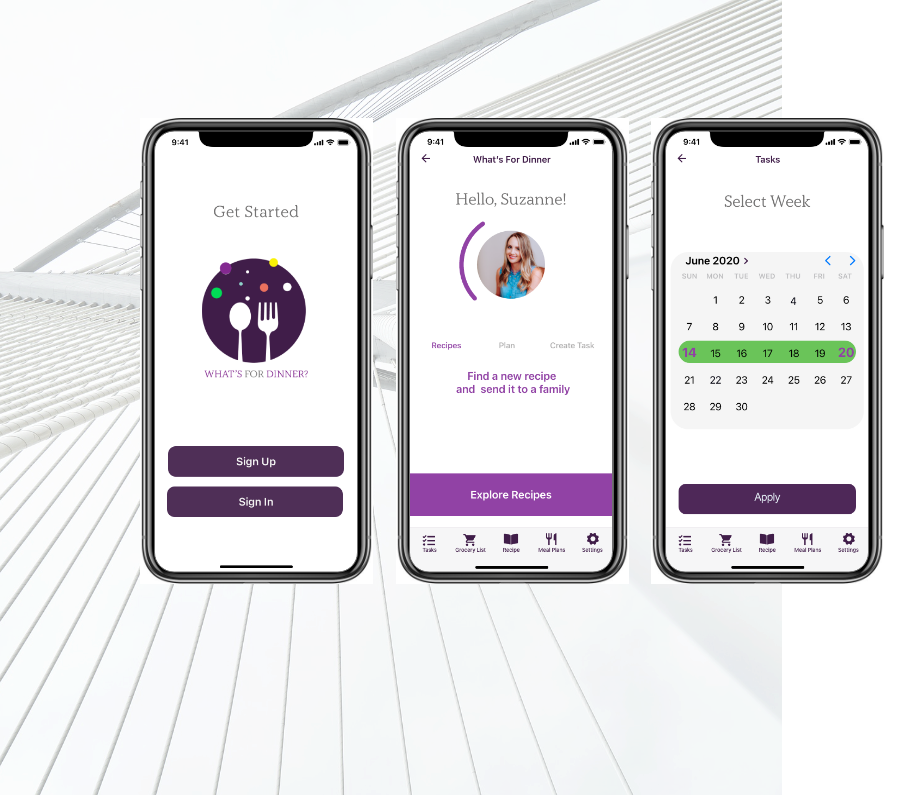 9:41
Get Started
WHAT'S FOR DINNER?
Sign Up
Sign In
9:41
What's For Dinner
Hello, Suzanne!
Recipes Plan Create Task
Find a new recipe
and send it to a family
Explore Recipes
Tasks Grocery List Recipe Meal Plans Settings
9:41
Tasks
Select Week
June 2020 >
SUN MON TUE WED THU FRI SAT
1 2 3 4 5 6
7 8 9 10 11 12 13
14 15 16 17 18 19 20
21 22 23 24 25 26 27
28 29 30
Apply
Tasks Grocery List Recipe Meal Plans Settings